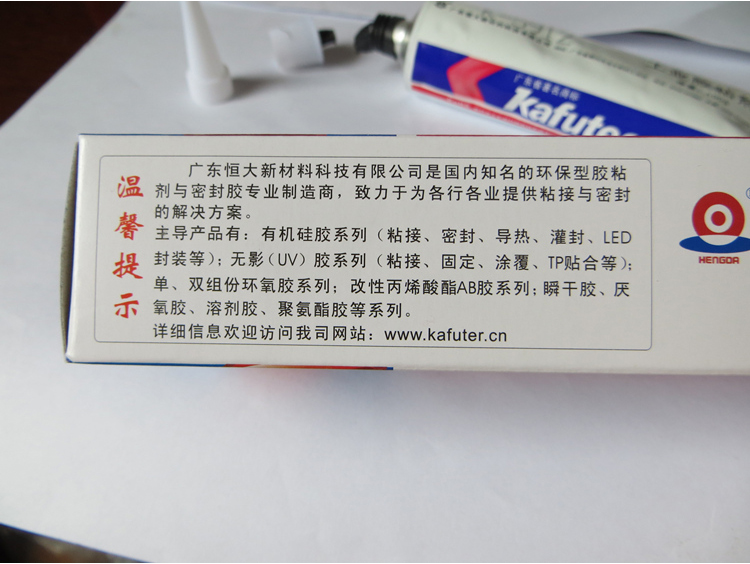 广东省著名商标
Kafuter
温馨提示
广东恒大新材料科技有限公司是国内知名的环保型胶粘
剂与密封胶专业制造商，致力于为各行各业提供粘接与密封
的解决方案。
主导产品有：有机硅胶系列（粘接、密封、导热、灌封、LED
封装等）；无影（UV）胶系列（粘接、固定、涂覆、TP贴合等）；
单、双组份环氧胶系列；改性丙烯酸酯AB胶系列；瞬干胶、厌
氧胶、溶剂胶、聚氨酯胶等系列。
详细信息欢迎访问我司网站：www.kafuter.cn
HENGDA